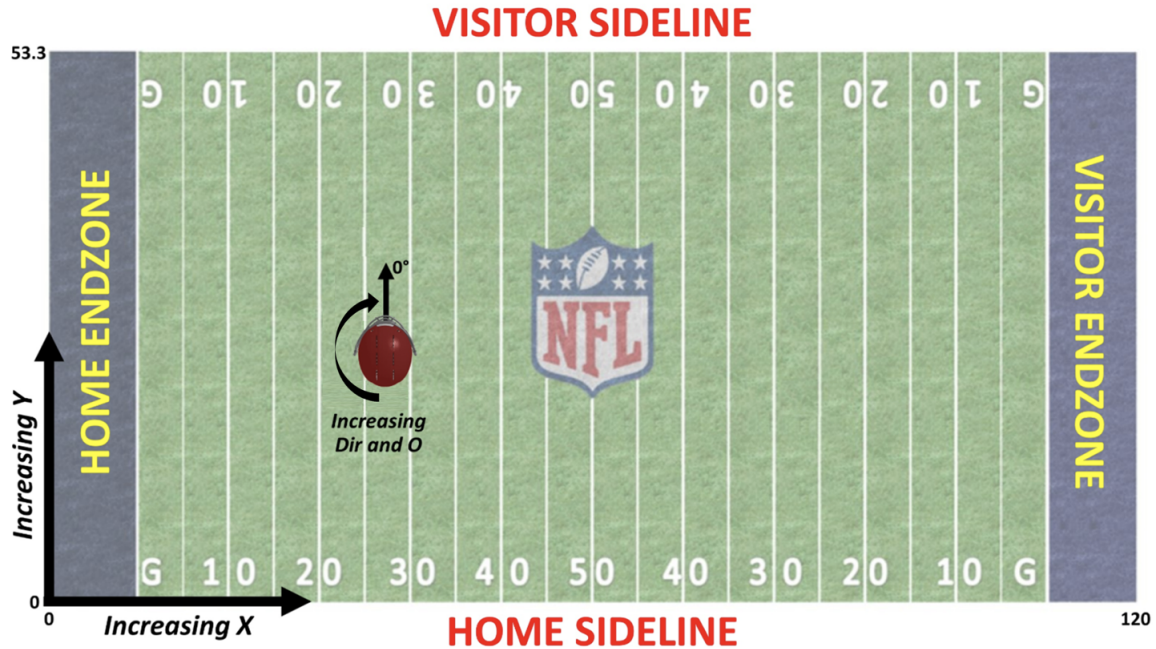 VISITOR SIDELINE
53.3
G 10 20 30 40 50 40 30 20 10 G
HOME ENDZONE
VISITOR ENDZONE
0°
NFL
Increasing
Dir and O
Increasing Y
G 10 20 30 40 50 40 30 20 10 G
0
0
Increasing X
HOME SIDELINE
120